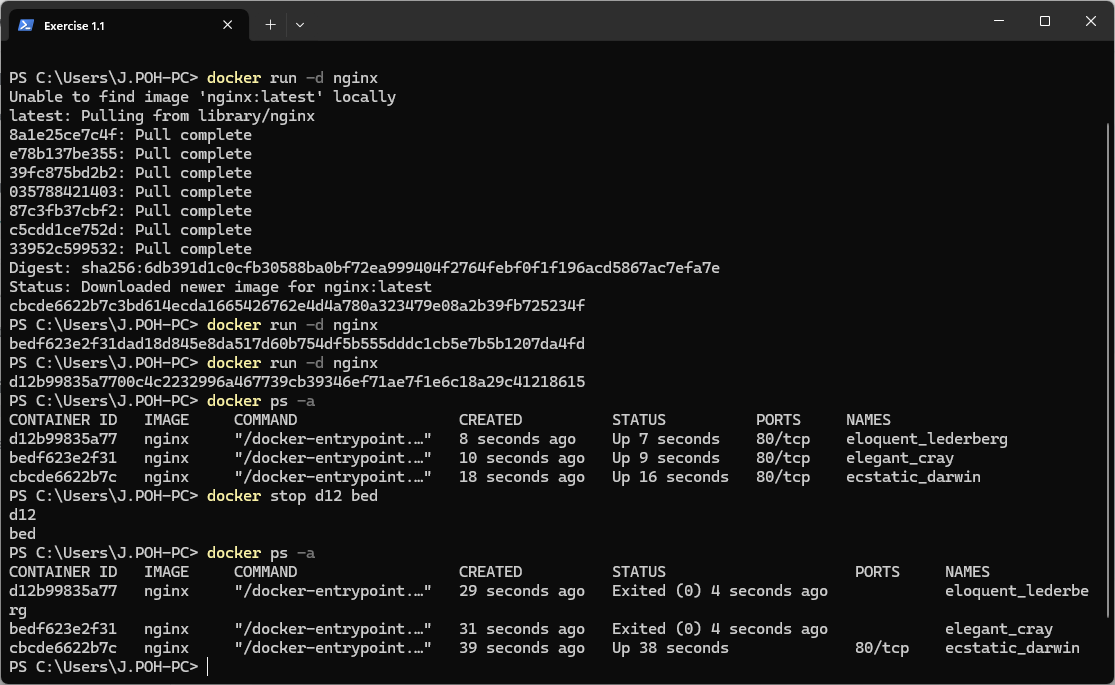 Exercise 1.1
PS C:\Users\J.POH-PC> docker run -d nginx
Unable to find image 'nginx:latest' locally
latest: Pulling from library/nginx
8a1e25ce7c4f: Pull complete
e78b137be355: Pull complete
39fc875bd2b2: Pull complete
035788421403: Pull complete
87c3fb37cbf2: Pull complete
c5cdd1ce752d: Pull complete
33952c599532: Pull complete
Digest: sha256:6db391d1c0cfb30588ba0bf72ea999404f2764febf0f1f196acd5867ac7efa7e
Status: Downloaded newer image for nginx:latest
cbcde6622b7c3bd614ecda1665426762e4d4a780a323479e08a2b39fb725234f
PS C:\Users\J.POH-PC> docker run -d nginx
bedf623e2f31dad18d845e8da517d60b754df5b555dddc1cb5e7b5b1207da4fd
PS C:\Users\J.POH-PC> docker run -d nginx
d12b99835a7700c4c2232996a467739cb39346ef71ae7f1e6c18a29c41218615
PS C:\Users\J.POH-PC> docker ps -a
CONTAINER ID   IMAGE     COMMAND                  CREATED          STATUS          PORTS     NAMES
d12b99835a77   nginx     "/docker-entrypoint.…"   8 seconds ago    Up 7 seconds    80/tcp    eloquent_lederberg
bedf623e2f31   nginx     "/docker-entrypoint.…"   10 seconds ago   Up 9 seconds    80/tcp    elegant_cray
cbcde6622b7c   nginx     "/docker-entrypoint.…"   18 seconds ago   Up 16 seconds   80/tcp    ecstatic_darwin
PS C:\Users\J.POH-PC> docker stop d12 bed
d12
bed
PS C:\Users\J.POH-PC> docker ps -a
CONTAINER ID   IMAGE     COMMAND                  CREATED          STATUS                     PORTS     NAMES
d12b99835a77   nginx     "/docker-entrypoint.…"   29 seconds ago   Exited (0) 4 seconds ago             eloquent_lederbe
rg
bedf623e2f31   nginx     "/docker-entrypoint.…"   31 seconds ago   Exited (0) 4 seconds ago             elegant_cray
cbcde6622b7c   nginx     "/docker-entrypoint.…"   39 seconds ago   Up 38 seconds              80/tcp    ecstatic_darwin
PS C:\Users\J.POH-PC>